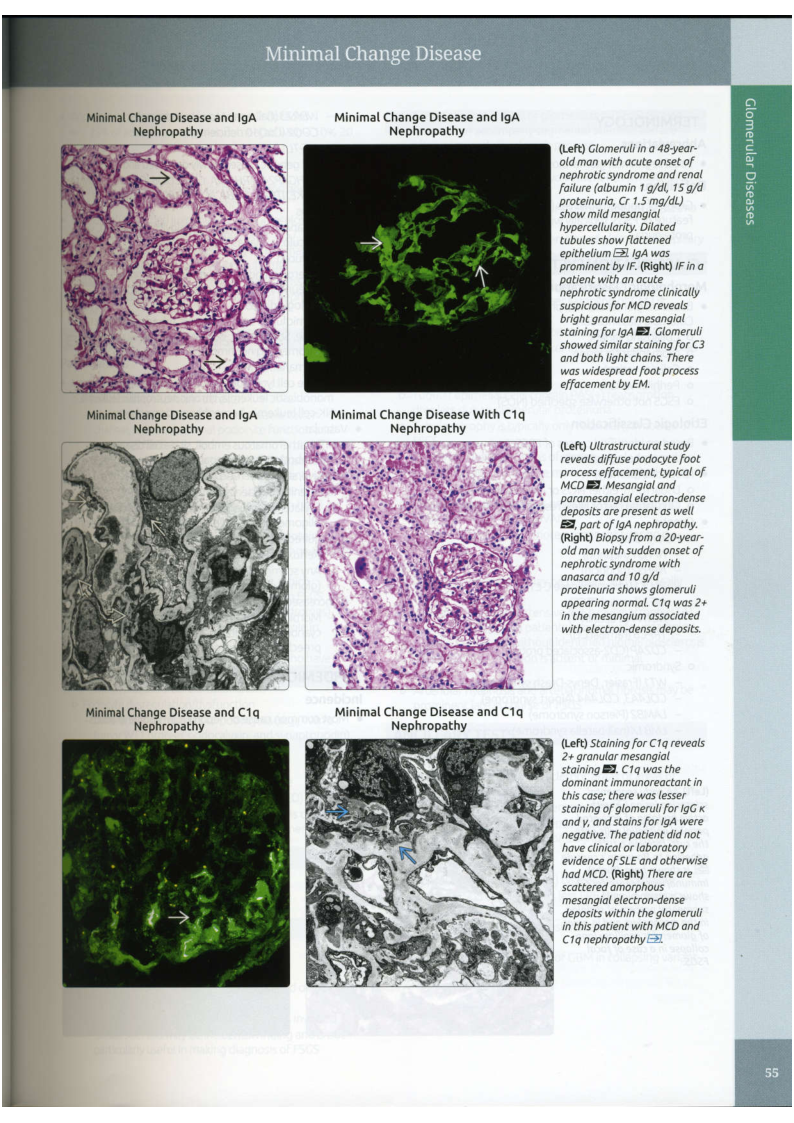 Minimal Change Disease
Glomerular Diseases
Minimal Change Disease and IgA
Nephropathy
Minimal Change Disease and IgA
Nephropathy
(Left) Glomeruli in a 48-year-
old man with acute onset of
nephrotic syndrome and renal
failure (albumin 1 g/dl, 15 g/d
proteinuria, Cr 1.5 mg/dL)
show mild mesangial
hypercellularity. Dilated
tubules show flattened
epithelium. IgA was
prominent by IF. (Right) IF in a
patient with an acute
nephrotic syndrome clinically
suspicious for MCD reveals
bright granular mesangial
staining for IgA. Glomeruli
showed similar staining for C3
and both light chains. There
was widespread foot process
effacement by EM.
Minimal Change Disease and IgA
Nephropathy
Minimal Change Disease With C1q
Nephropathy
(Left) Ultrastructural study
reveals diffuse podocyte foot
process effacement, typical of
MCD. Mesangial and
paramesangial electron-dense
deposits are present as well
, part of IgA nephropathy.
(Right) Biopsy from a 20-year-
old man with sudden onset of
nephrotic syndrome with
anasarca and 10 g/d
proteinuria shows glomeruli
appearing normal. C1q was 2+
in the mesangium associated
with electron-dense deposits.
Minimal Change Disease and C1q
Nephropathy
Minimal Change Disease and C1q
Nephropathy
(Left) Staining for C1q reveals
2+ granular mesangial
staining. C1q was the
dominant immunoreactant in
this case; there was lesser
staining of glomeruli for IgG κ
and γ, and stains for IgA were
negative. The patient did not
have clinical or laboratory
evidence of SLE and otherwise
had MCD. (Right) There are
scattered amorphous
mesangial electron-dense
deposits within the glomeruli
in this patient with MCD and
C1q nephropathy.
55